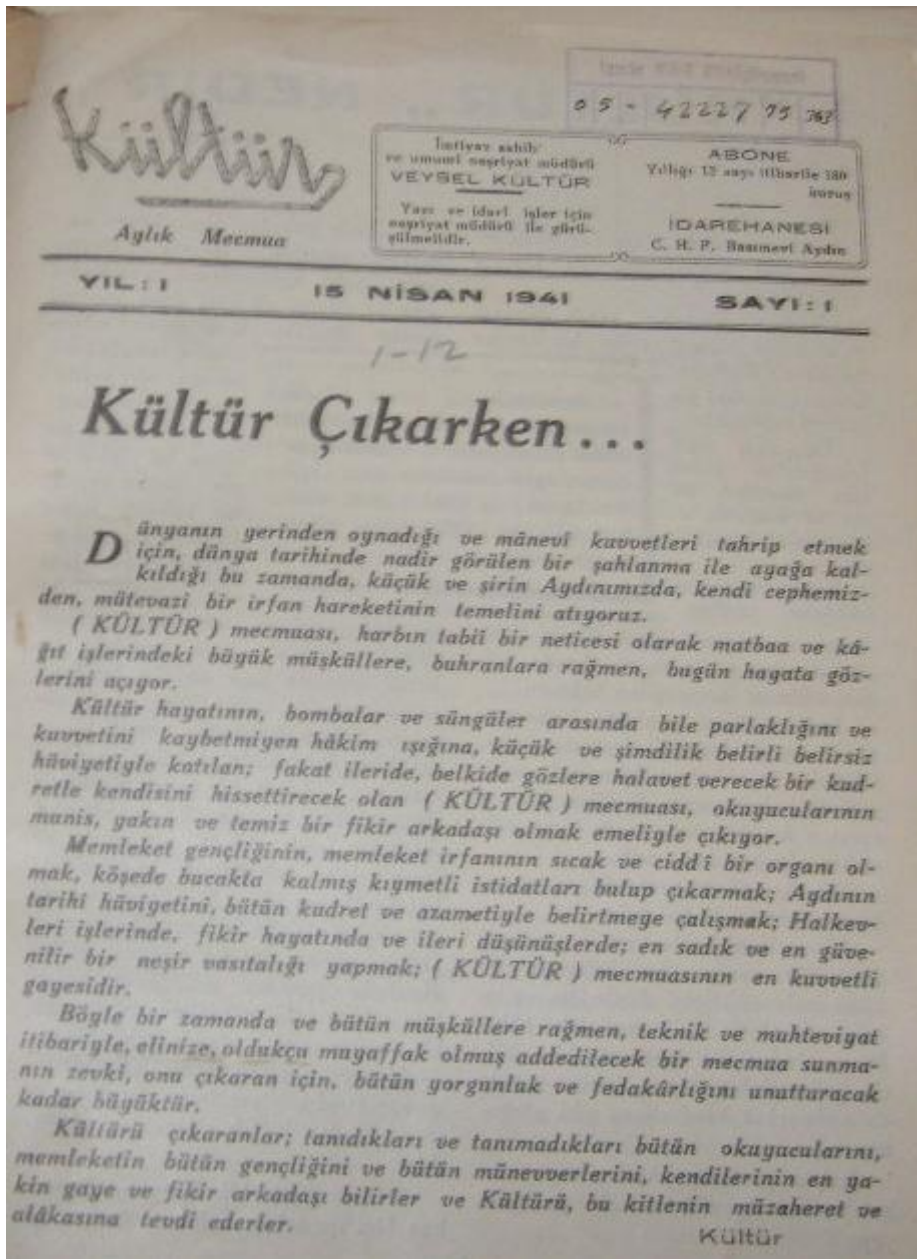 05 - 42227 75 763
Kültür
Aylık Mecmua
İmtiyaz sahibi
ve umumi neşriyat müdürü
VEYSEL KÜLTÜR
Yazı ve idarî işler için
neşriyat müdürü ile görü-
şülmelidir.
ABONE
Yıllığı 12 sayı itibarile 180
kuruş
İDAREHANESİ
C. H. P. Basımevi Aydın
YIL: 1
15 NİSAN 1941
SAYI: 1
1-12
Kültür Çıkarken...
Dünyanın yerinden oynadığı ve mânevî kuvvetleri tahrip etmek
için, dünya tarihinde nadir görülen bir şahlanma ile ayağa kal-
kıldığı bu zamanda, küçük ve şirin Aydınımızda, kendi cephemiz-
den, mütevazi bir irfan hareketinin temelini atıyoruz.
( KÜLTÜR ) mecmuası, harbın tabiî bir neticesi olarak matbaa ve kâ-
ğıt işlerindeki büyük müşküllere, buhranlara rağmen, bugün hayata göz-
lerini açıyor.
Kültür hayatının, bombalar ve süngüler arasında bile parlaklığını ve
kuvvetini kaybetmiyen hâkim ışığına, küçük ve şimdilik belirli belirsiz
hüviyetiyle katılan; fakat ileride, belkide gözlere halavet verecek bir kud-
retle kendisini hissettirecek olan ( KÜLTÜR ) mecmuası, okuyucularının
munis, yakın ve temiz bir fikir arkadaşı olmak emeliyle çıkıyor.
Memleket gençliğinin, memleket irfanının sıcak ve ciddî bir organı ol-
mak, köşede bucakta kalmış kıymetli istidatları bulup çıkarmak; Aydının
tarihi hüviyetini, bütün kudret ve azametiyle belirtmeye çalışmak; Halkev-
leri işlerinde, fikir hayatında ve ileri düşünüşlerde; en sadık ve en güve-
nilir bir neşir vasıtalığı yapmak; ( KÜLTÜR ) mecmuasının en kuvvetli
gayesidir.
Böyle bir zamanda ve bütün müşküllere rağmen, teknik ve muhteviyat
itibariyle, elinize, oldukça muvaffak olmuş addedilecek bir mecmua sunma-
nın zevki, onu çıkaran için, bütün yorgunluk ve fedakârlığını unutturacak
kadar büyüktür.
Kültürü çıkaranlar; tanıdıkları ve tanımadıkları bütün okuyucularını,
memleketin bütün gençliğini ve bütün münevverlerini, kendilerinin en ya-
kin gaye ve fikir arkadaşı bilirler ve Kültürü, bu kitlenin müzaheret ve
alâkasına tevdi ederler.
Kültür